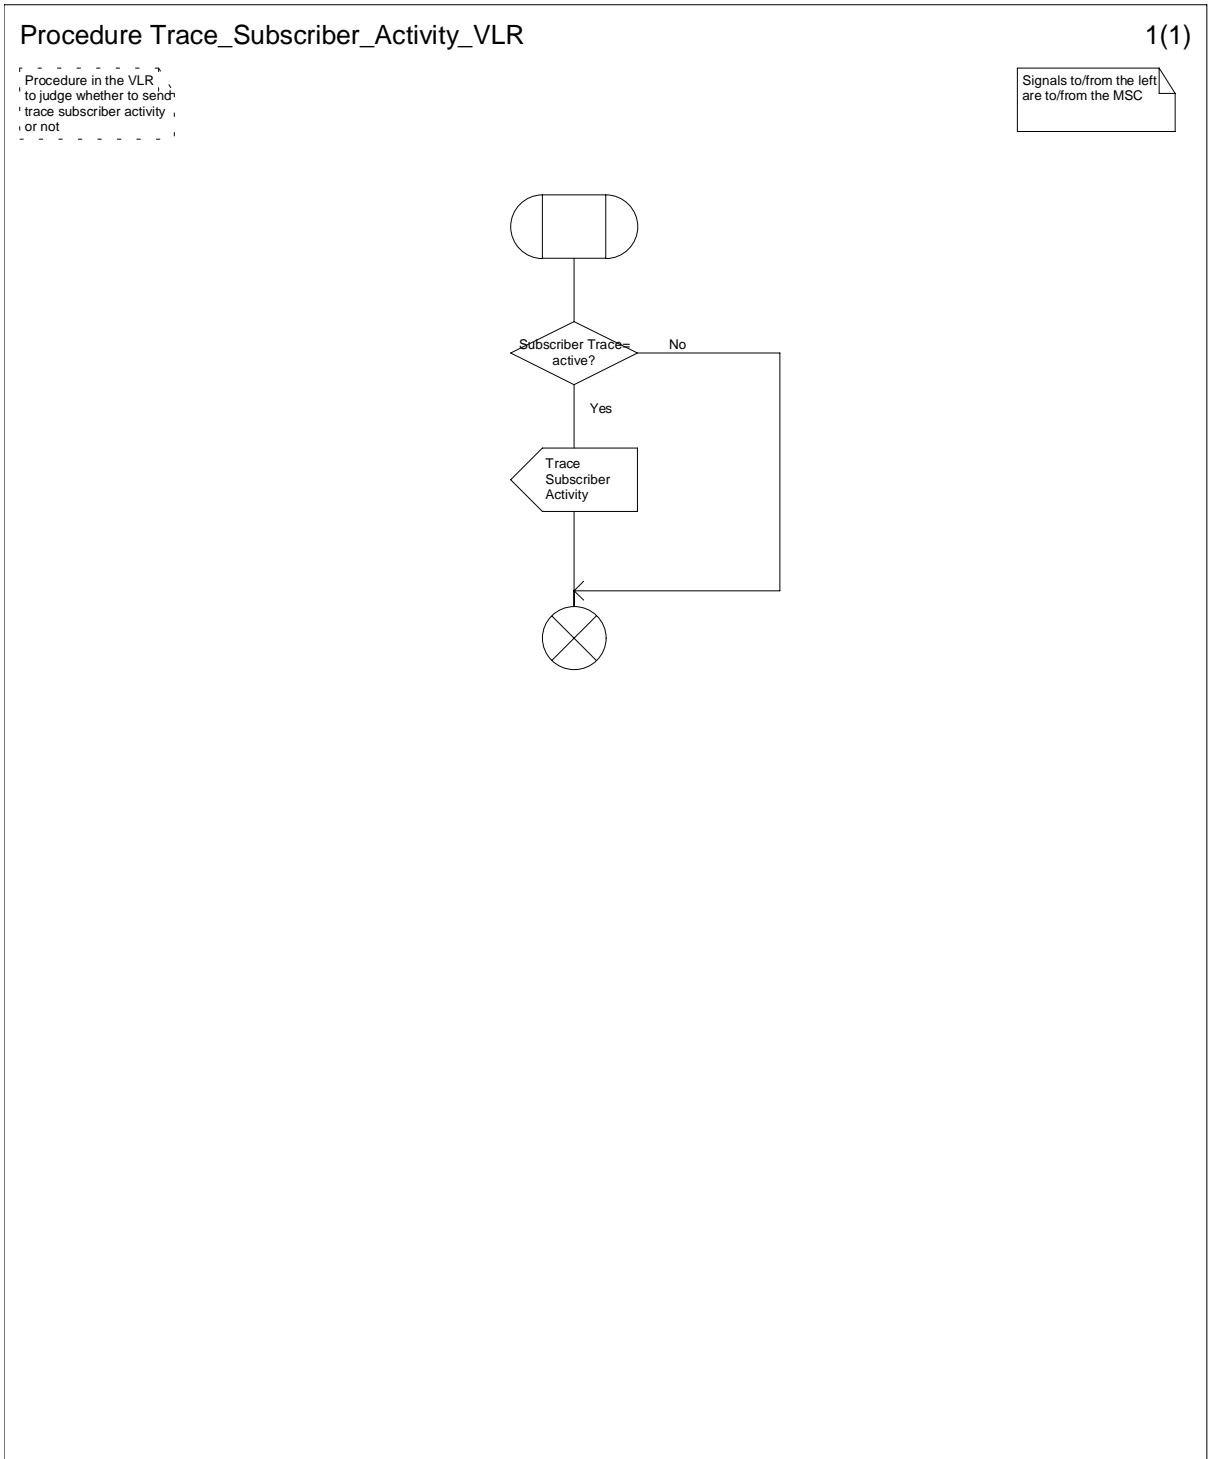 Procedure Trace_Subscriber_Activity_VLR
1(1)
Procedure in the VLR
to judge whether to send
trace subscriber activity
or not
Signals to/from the left
are to/from the MSC
Subscriber Trace=
active?
No
Yes
Trace
Subscriber
Activity